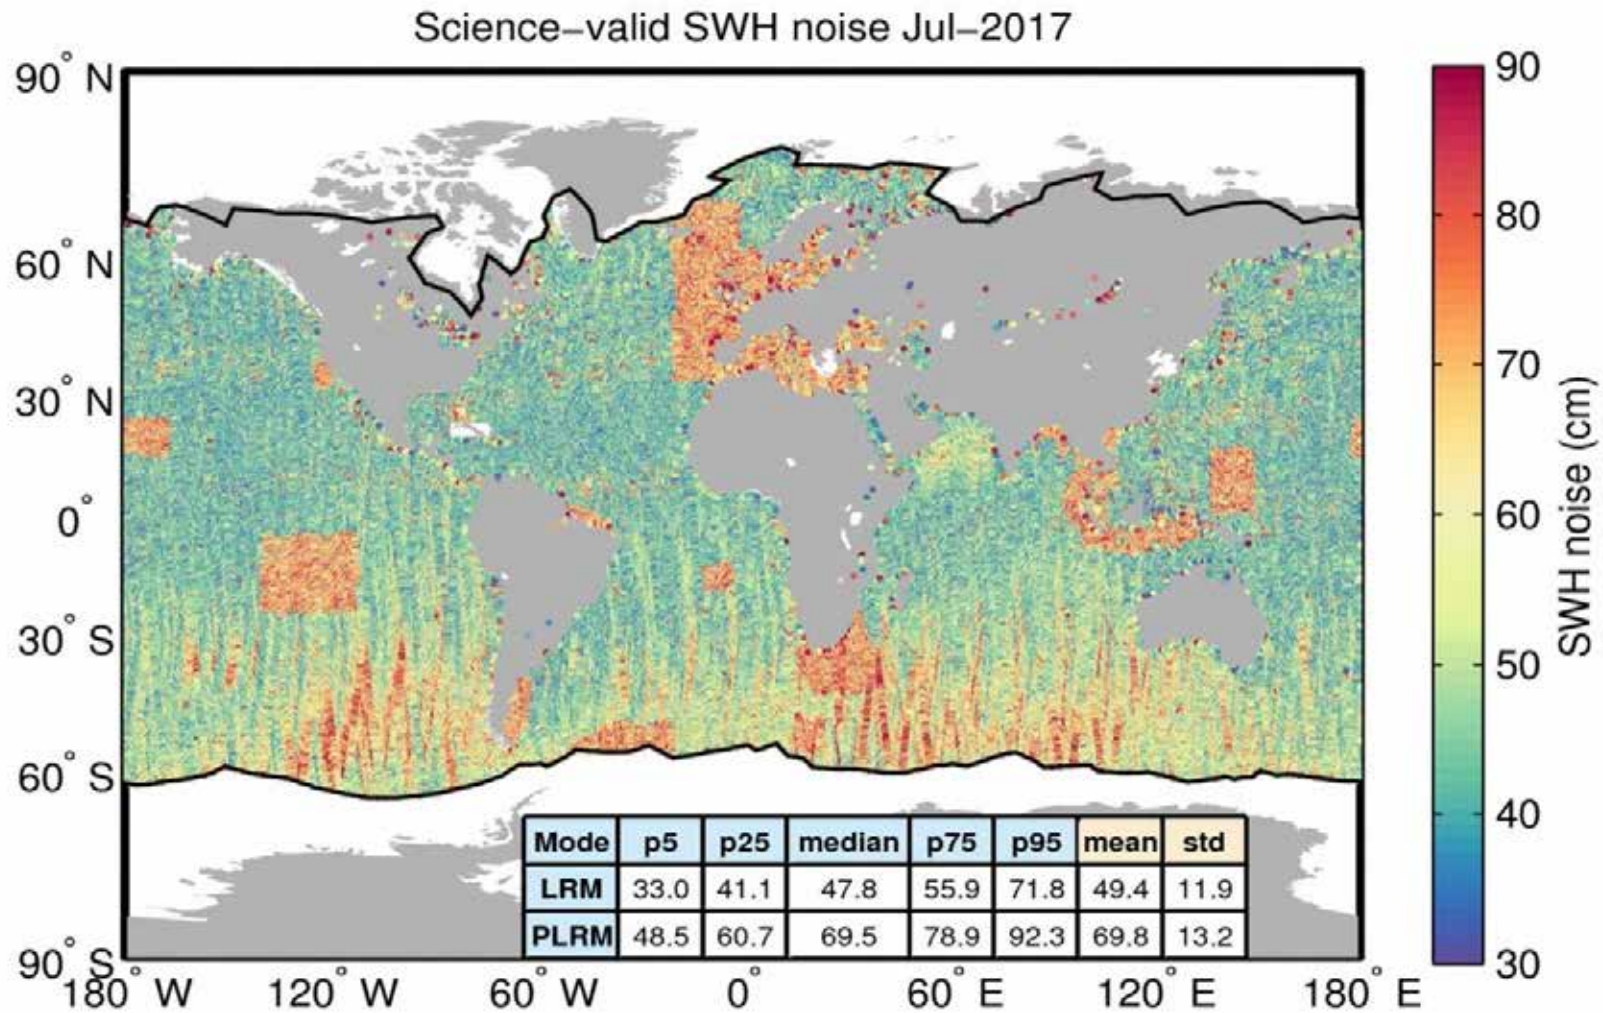 Science–valid SWH noise Jul–2017
90° N
60° N
30° N
0°
30° S
60° S
90° S
180° W 120° W 60° W 0° 60° E 120° E 180° E
Mode p5 p25 median p75 p95 mean std
LRM 33.0 41.1 47.8 55.9 71.8 49.4 11.9
PLRM 48.5 60.7 69.5 78.9 92.3 69.8 13.2
90
80
70
60
50
40
30
SWH noise (cm)